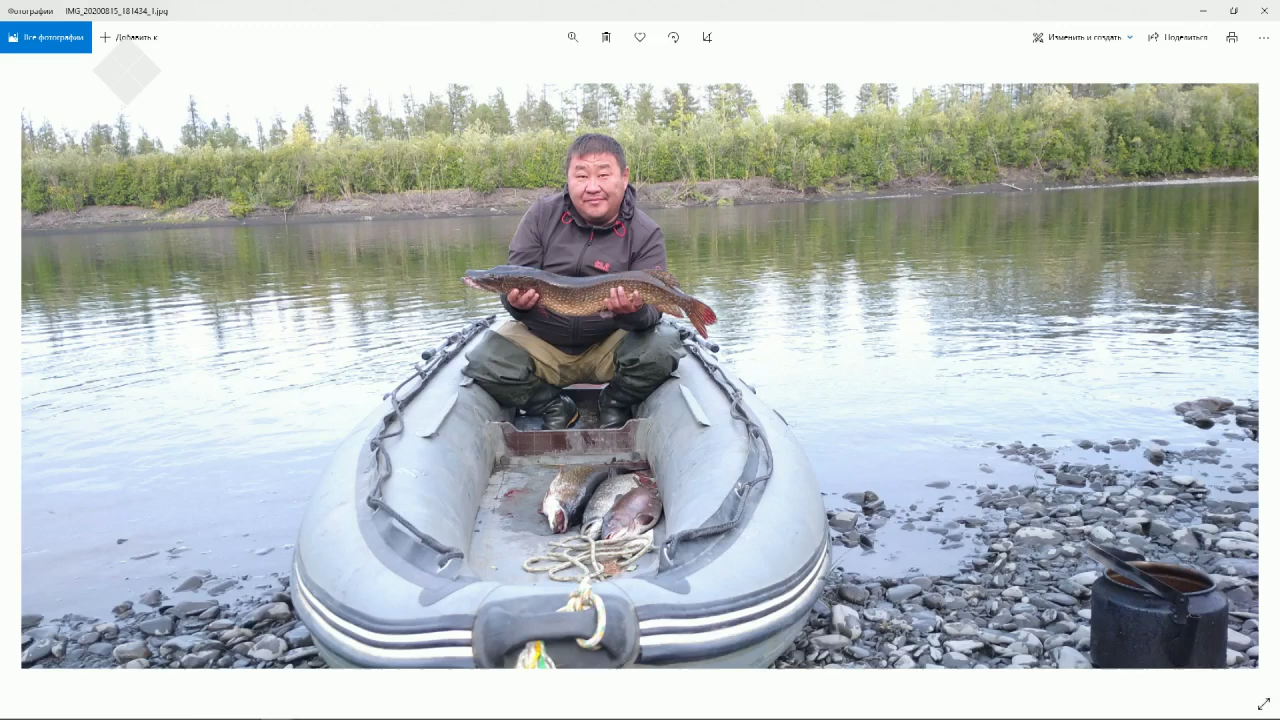 Фотографии IMG_20200815_181434_1.jpg
Все фотографии Добавить к Изменить и создать Поделиться